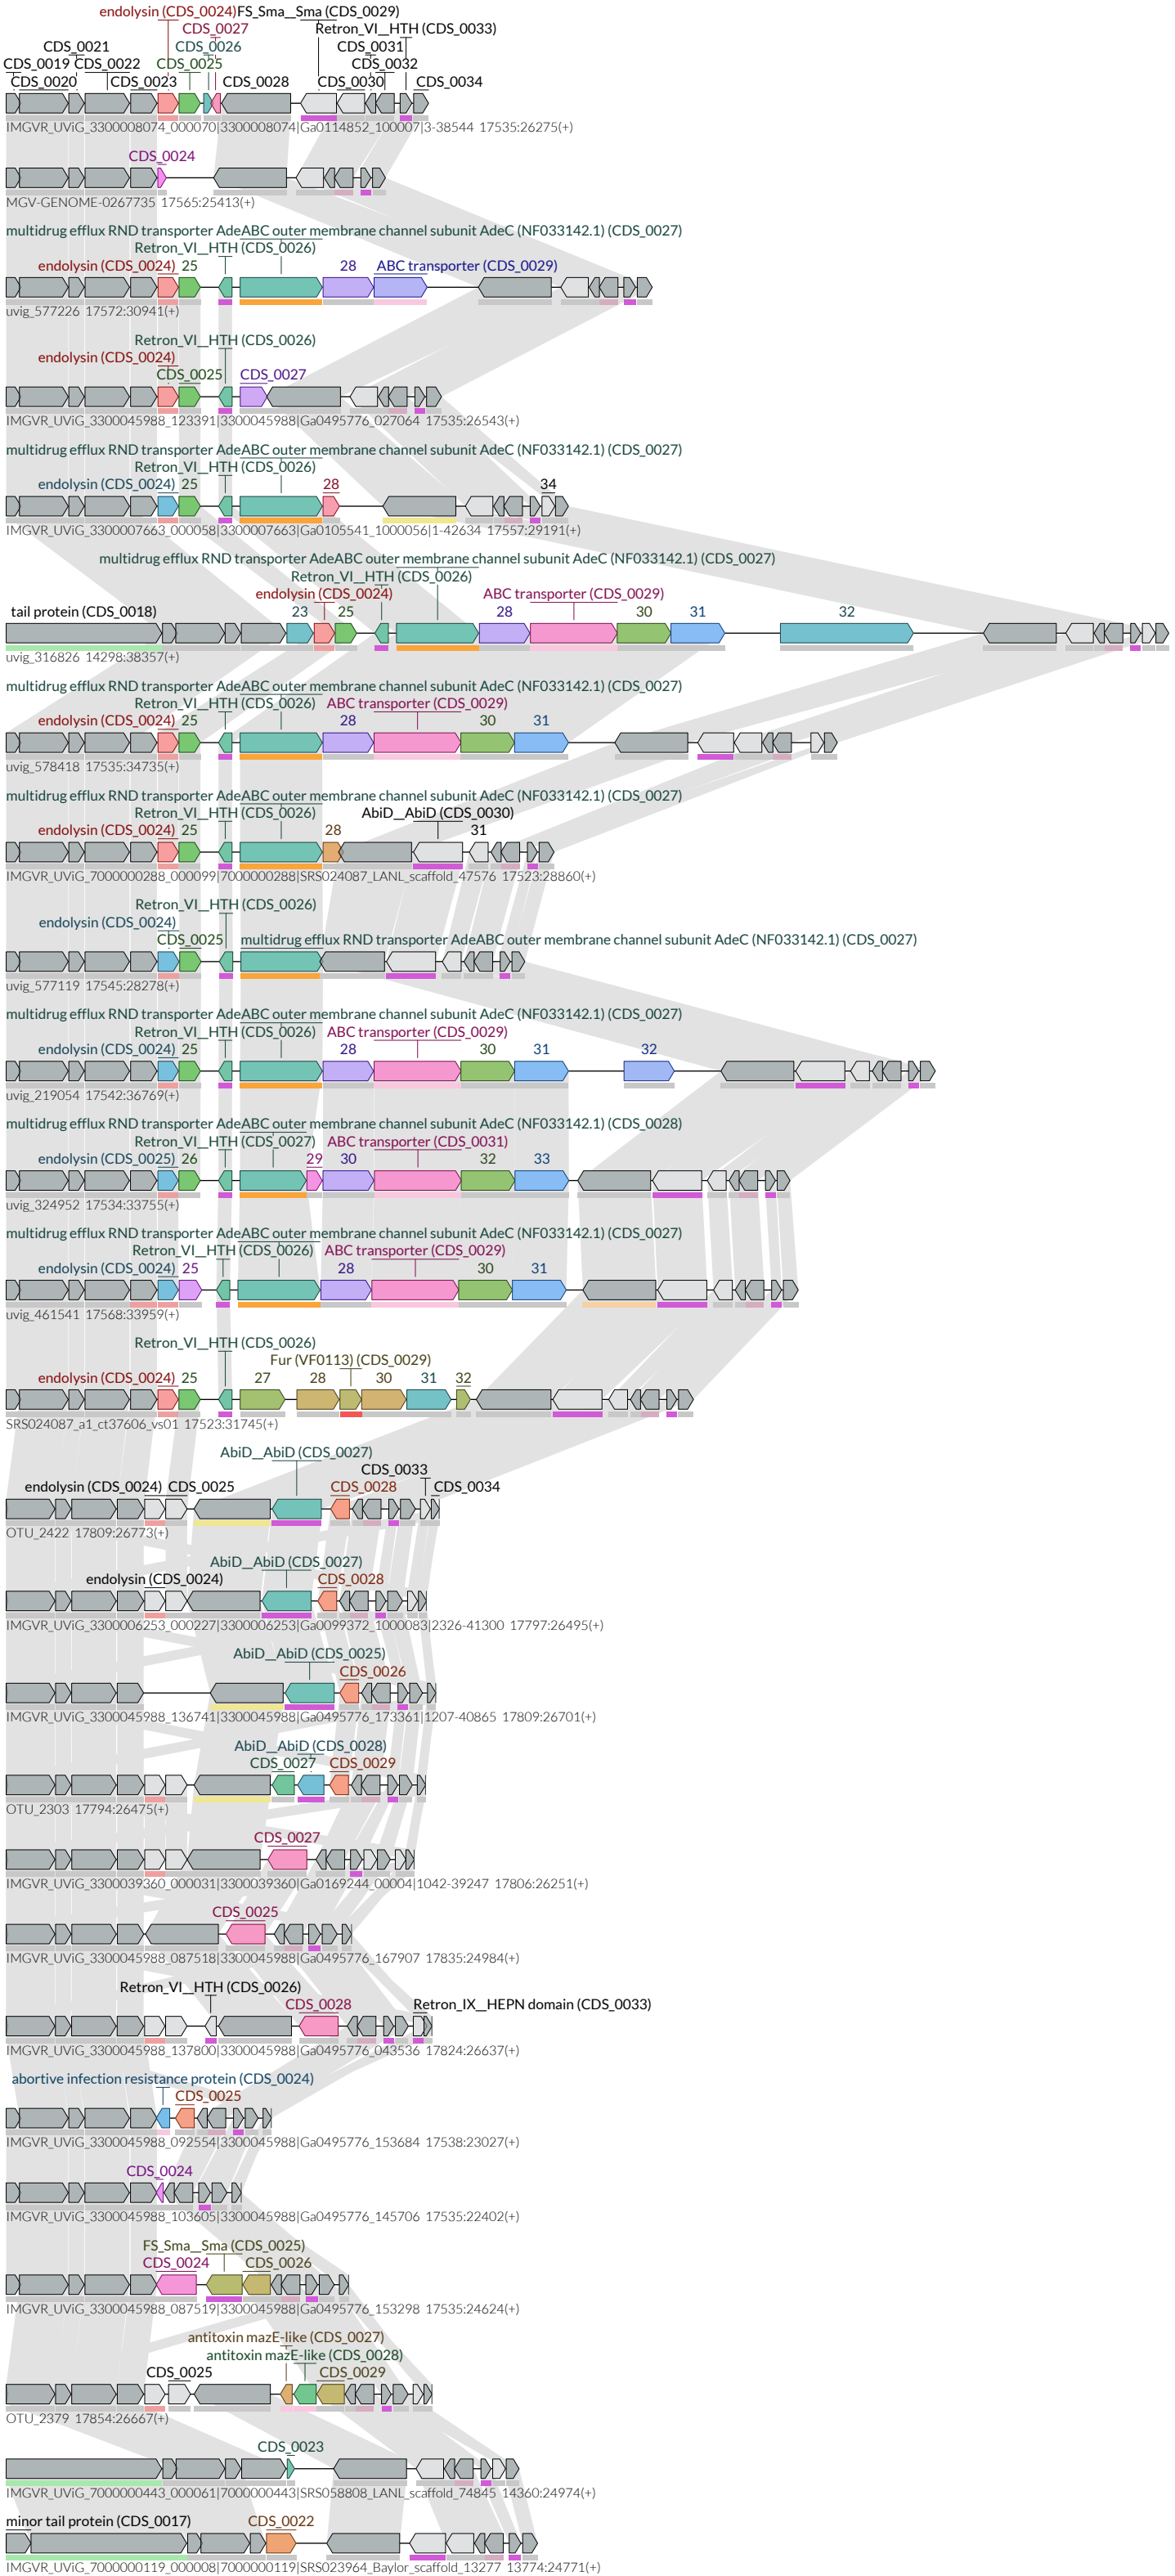 endolysin (CDS_0024) FS_Sma__Sma (CDS_0029)
CDS_0027 Retron_VI__HTH (CDS_0033)
CDS_0021 CDS_0026 CDS_0031
CDS_0019 CDS_0022 CDS_0025 CDS_0032
CDS_0020 CDS_0023 CDS_0028 CDS_0030 CDS_0034
IMGVR_UViG_3300008074_000070|3300008074|Ga0114852_100007|3-38544 17535:26275(+)
CDS_0024
MGV-GENOME-0267735 17565:25413(+)
multidrug efflux RND transporter AdeABC outer membrane channel subunit AdeC (NF033142.1) (CDS_0027)
Retron_VI__HTH (CDS_0026)
endolysin (CDS_0024) 25 28 ABC transporter (CDS_0029)
uvig_577226 17572:30941(+)
Retron_VI__HTH (CDS_0026)
endolysin (CDS_0024)
CDS_0025 CDS_0027
IMGVR_UViG_3300045988_123391|3300045988|Ga0495776_027064 17535:26543(+)
multidrug efflux RND transporter AdeABC outer membrane channel subunit AdeC (NF033142.1) (CDS_0027)
Retron_VI__HTH (CDS_0026)
endolysin (CDS_0024) 25 28 34
IMGVR_UViG_3300007663_000058|3300007663|Ga0105541_1000056|1-42634 17557:29191(+)
multidrug efflux RND transporter AdeABC outer membrane channel subunit AdeC (NF033142.1) (CDS_0027)
Retron_VI__HTH (CDS_0026)
endolysin (CDS_0024) ABC transporter (CDS_0029)
tail protein (CDS_0018) 23 25 28 30 31 32
uvig_316826 14298:38357(+)
multidrug efflux RND transporter AdeABC outer membrane channel subunit AdeC (NF033142.1) (CDS_0027)
Retron_VI__HTH (CDS_0026) ABC transporter (CDS_0029)
endolysin (CDS_0024) 25 28 30 31
uvig_578418 17535:34735(+)
multidrug efflux RND transporter AdeABC outer membrane channel subunit AdeC (NF033142.1) (CDS_0027)
Retron_VI__HTH (CDS_0026) AbiD__AbiD (CDS_0030)
endolysin (CDS_0024) 25 28 31
IMGVR_UViG_7000000288_000099|7000000288|SRS024087_LANL_scaffold_47576 17523:28860(+)
Retron_VI__HTH (CDS_0026)
endolysin (CDS_0024)
CDS_0025 multidrug efflux RND transporter AdeABC outer membrane channel subunit AdeC (NF033142.1) (CDS_0027)
uvig_577119 17545:28278(+)
multidrug efflux RND transporter AdeABC outer membrane channel subunit AdeC (NF033142.1) (CDS_0027)
Retron_VI__HTH (CDS_0026) ABC transporter (CDS_0029)
endolysin (CDS_0024) 25 28 30 31 32
uvig_219054 17542:36769(+)
multidrug efflux RND transporter AdeABC outer membrane channel subunit AdeC (NF033142.1) (CDS_0028)
Retron_VI__HTH (CDS_0027) ABC transporter (CDS_0031)
endolysin (CDS_0025) 26 29 30 32 33
uvig_324952 17534:33755(+)
multidrug efflux RND transporter AdeABC outer membrane channel subunit AdeC (NF033142.1) (CDS_0027)
Retron_VI__HTH (CDS_0026) ABC transporter (CDS_0029)
endolysin (CDS_0024) 25 28 30 31
uvig_461541 17568:33959(+)
Retron_VI__HTH (CDS_0026)
Fur (VF0113) (CDS_0029)
endolysin (CDS_0024) 25 27 28 30 31 32
SRS024087_a1_ct37606_vs01 17523:31745(+)
AbiD__AbiD (CDS_0027)
CDS_0033
endolysin (CDS_0024) CDS_0025 CDS_0028 CDS_0034
OTU_2422 17809:26773(+)
AbiD__AbiD (CDS_0027)
endolysin (CDS_0024) CDS_0028
IMGVR_UViG_3300006253_000227|3300006253|Ga0099372_1000083|2326-41300 17797:26495(+)
AbiD__AbiD (CDS_0025)
CDS_0026
IMGVR_UViG_3300045988_136741|3300045988|Ga0495776_173361|1207-40865 17809:26701(+)
AbiD__AbiD (CDS_0028)
CDS_0027 CDS_0029
OTU_2303 17794:26475(+)
CDS_0027
IMGVR_UViG_3300039360_000031|3300039360|Ga0169244_00004|1042-39247 17806:26251(+)
CDS_0025
IMGVR_UViG_3300045988_087518|3300045988|Ga0495776_167907 17835:24984(+)
Retron_VI__HTH (CDS_0026)
CDS_0028 Retron_IX__HEPN domain (CDS_0033)
IMGVR_UViG_3300045988_137800|3300045988|Ga0495776_043536 17824:26637(+)
abortive infection resistance protein (CDS_0024)
CDS_0025
IMGVR_UViG_3300045988_092554|3300045988|Ga0495776_153684 17538:23027(+)
CDS_0024
IMGVR_UViG_3300045988_103605|3300045988|Ga0495776_145706 17535:22402(+)
FS_Sma__Sma (CDS_0025)
CDS_0024 CDS_0026
IMGVR_UViG_3300045988_087519|3300045988|Ga0495776_153298 17535:24624(+)
antitoxin mazE-like (CDS_0027)
antitoxin mazE-like (CDS_0028)
CDS_0025 CDS_0029
OTU_2379 17854:26667(+)
CDS_0023
IMGVR_UViG_7000000443_000061|7000000443|SRS058808_LANL_scaffold_74845 14360:24974(+)
minor tail protein (CDS_0017) CDS_0022
IMGVR_UViG_7000000119_000008|7000000119|SRS023964_Baylor_scaffold_13277 13774:24771(+)